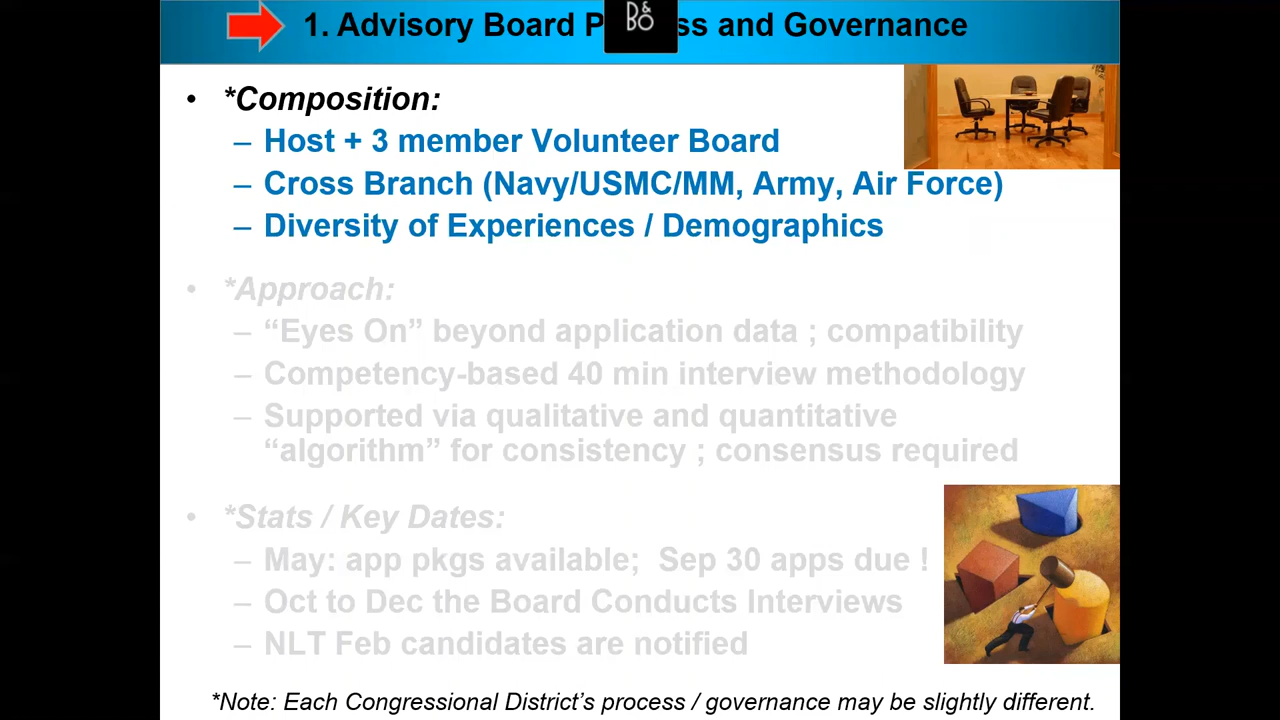 1. Advisory Board P ss and Governance
B&O
• *Composition:
– Host + 3 member Volunteer Board
– Cross Branch (Navy/USMC/MM, Army, Air Force)
– Diversity of Experiences / Demographics
• *Approach:
– “Eyes On” beyond application data ; compatibility
– Competency-based 40 min interview methodology
– Supported via qualitative and quantitative
“algorithm” for consistency ; consensus required
• *Stats / Key Dates:
– May: app pkgs available; Sep 30 apps due !
– Oct to Dec the Board Conducts Interviews
– NLT Feb candidates are notified
*Note: Each Congressional District’s process / governance may be slightly different.